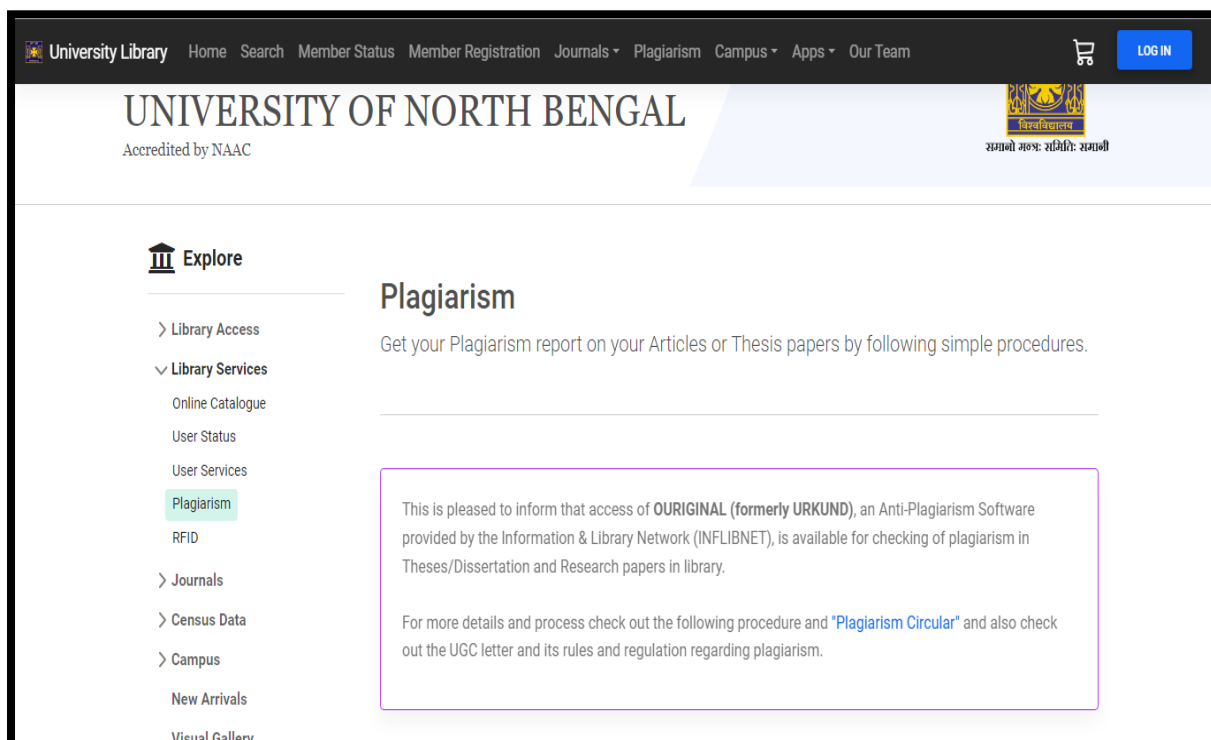 University Library Home Search Member Status Member Registration Journals Plagiarism Campus Apps Our Team LOG IN
UNIVERSITY OF NORTH BENGAL
Accredited by NAAC
विश्वविद्यालय
समानो मन्त्रः समितिः समानी
Explore
Library Access
Library Services
Online Catalogue
User Status
User Services
Plagiarism
RFID
Journals
Census Data
Campus
New Arrivals
Visual Gallery
Plagiarism
Get your Plagiarism report on your Articles or Thesis papers by following simple procedures.
This is pleased to inform that access of OURIGINAL (formerly URKUND), an Anti-Plagiarism Software
provided by the Information & Library Network (INFLIBNET), is available for checking of plagiarism in
Theses/Dissertation and Research papers in library.
For more details and process check out the following procedure and "Plagiarism Circular" and also check
out the UGC letter and its rules and regulation regarding plagiarism.